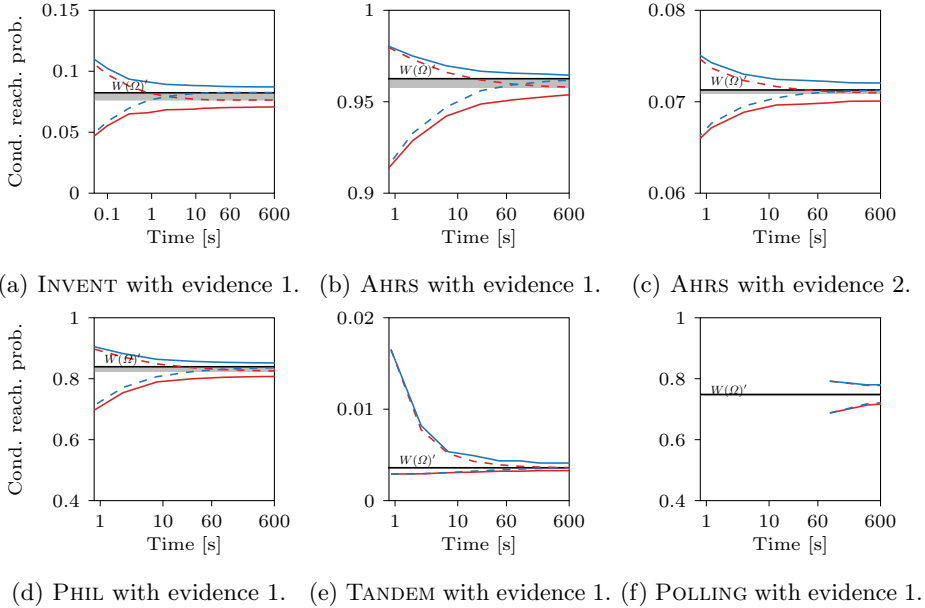 Cond. reach. prob.
0.15
0.1
0.05
0
W(Ω)′
0.1 1 10 60 600
Time [s]
1
0.95
0.9
W(Ω)′
1 10 60 600
Time [s]
0.08
0.07
0.06
W(Ω)′
1 10 60 600
Time [s]
(a) INVENT with evidence 1. (b) AHRS with evidence 1. (c) AHRS with evidence 2.
Cond. reach. prob.
1
0.8
0.6
0.4
W(Ω)′
1 10 60 600
Time [s]
0.02
0.01
0
W(Ω)′
1 10 60 600
Time [s]
1
0.8
0.6
0.4
W(Ω)′
1 10 60 600
Time [s]
(d) PHIL with evidence 1. (e) TANDEM with evidence 1. (f) POLLING with evidence 1.